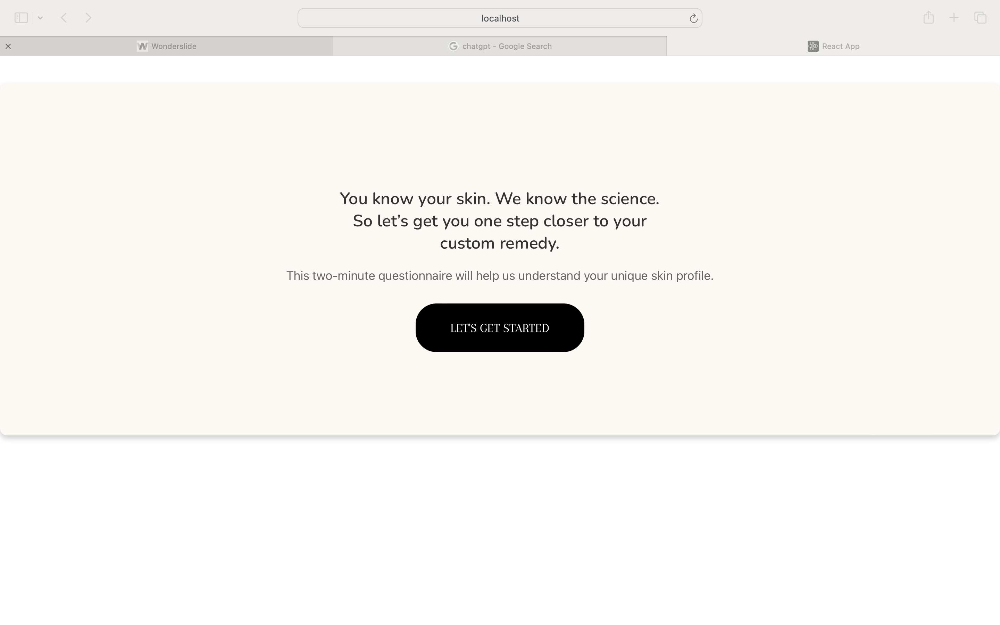 localhost
Wonderslide
chatgpt - Google Search
React App
You know your skin. We know the science.
So let’s get you one step closer to your
custom remedy.
This two-minute questionnaire will help us understand your unique skin profile.
LET'S GET STARTED